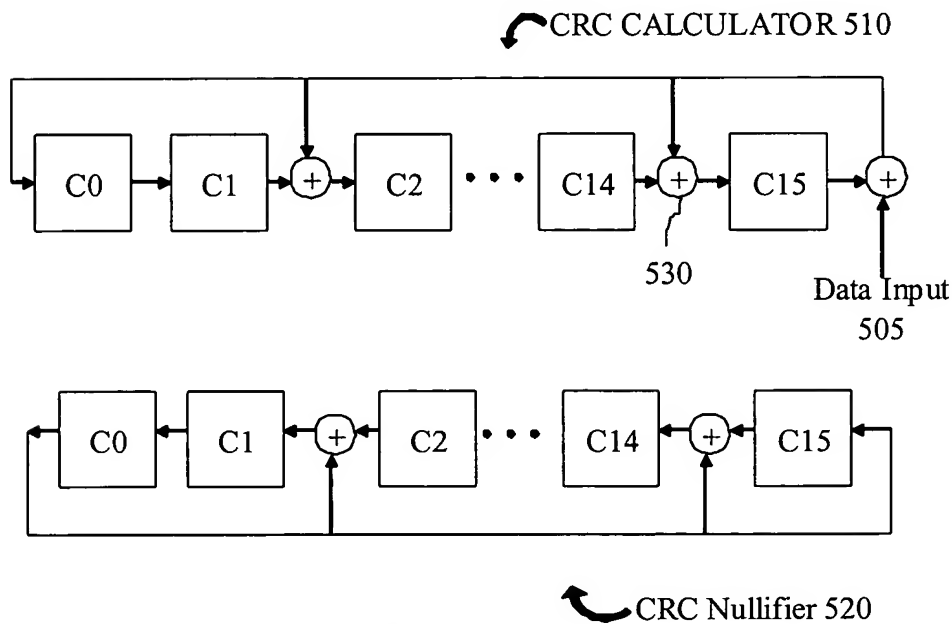 CRC CALCULATOR 510
C0 C1 + C2 ••• C14 + C15 +
530
Data Input
505
C0 C1 + C2 ••• C14 + C15
CRC Nullifier 520